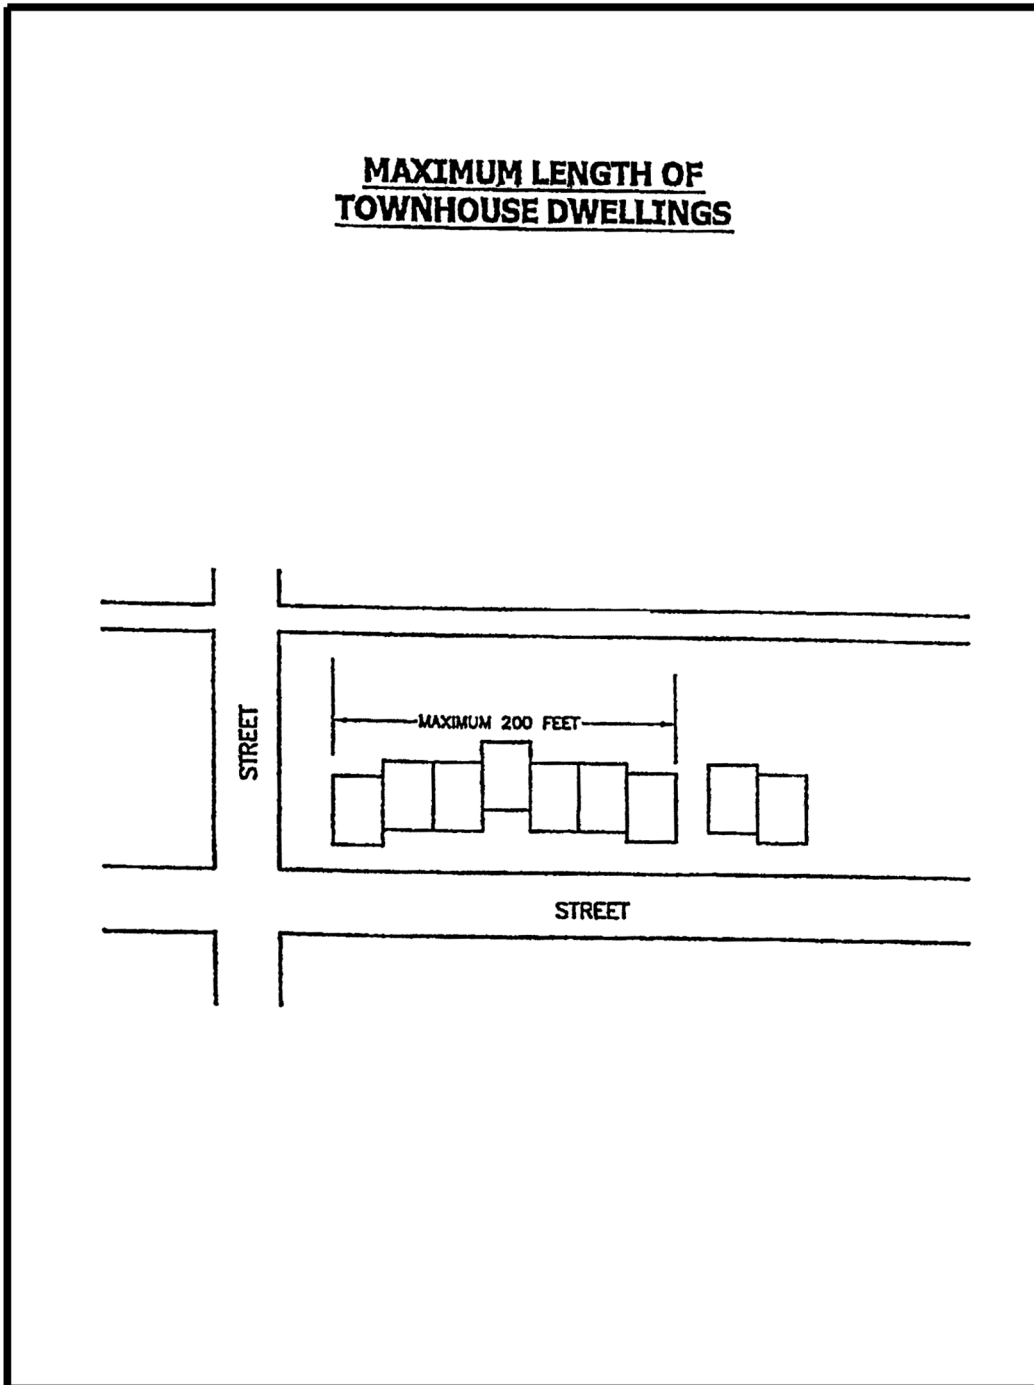 MAXIMUM LENGTH OF
TOWNHOUSE DWELLINGS
MAXIMUM 200 FEET
STREET
STREET